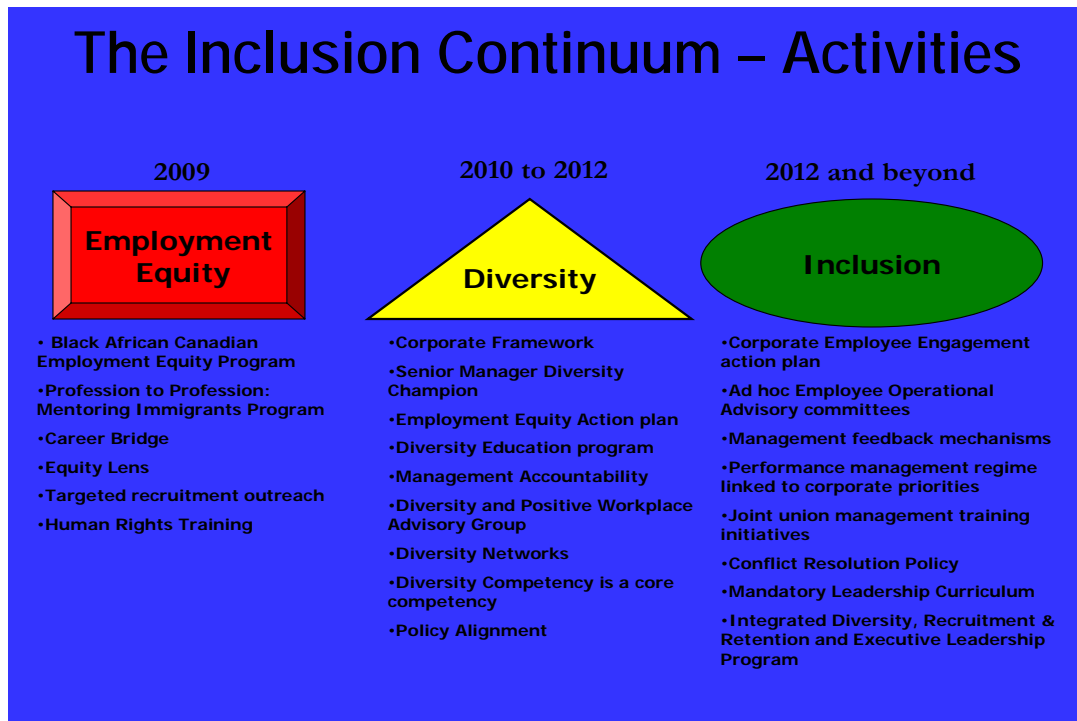 The Inclusion Continuum – Activities
2009
Employment
Equity
• Black African Canadian
Employment Equity Program
•Profession to Profession:
Mentoring Immigrants Program
•Career Bridge
•Equity Lens
•Targeted recruitment outreach
•Human Rights Training
2010 to 2012
Diversity
•Corporate Framework
•Senior Manager Diversity
Champion
•Employment Equity Action plan
•Diversity Education program
•Management Accountability
•Diversity and Positive Workplace
Advisory Group
•Diversity Networks
•Diversity Competency is a core
competency
•Policy Alignment
2012 and beyond
Inclusion
•Corporate Employee Engagement
action plan
•Ad hoc Employee Operational
Advisory committees
•Management feedback mechanisms
•Performance management regime
linked to corporate priorities
•Joint union management training
initiatives
•Conflict Resolution Policy
•Mandatory Leadership Curriculum
•Integrated Diversity, Recruitment &
Retention and Executive Leadership
Program